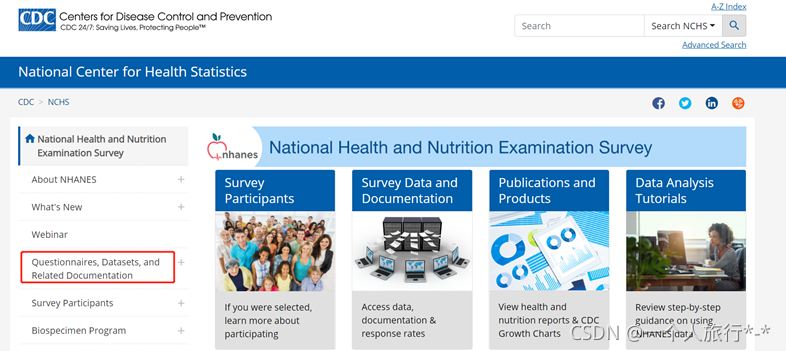 A-Z Index
CDC Centers for Disease Control and Prevention
CDC 24/7: Saving Lives, Protecting People™
Search
Search NCHS
Advanced Search
National Center for Health Statistics
CDC > NCHS
National Health and Nutrition
Examination Survey
About NHANES
What's New
Webinar
Questionnaires, Datasets, and
Related Documentation
Survey Participants
Biospecimen Program
nhanes
National Health and Nutrition Examination Survey
Survey
Participants
If you were selected,
learn more about
participating
Survey Data and
Documentation
Access data,
documentation &
response rates
Publications and
Products
View health and
nutrition reports & CDC
Growth Charts
Data Analysis
Tutorials
Review step-by-step
guidance on using
NHANES data
CSDN @一个人旅行*-*